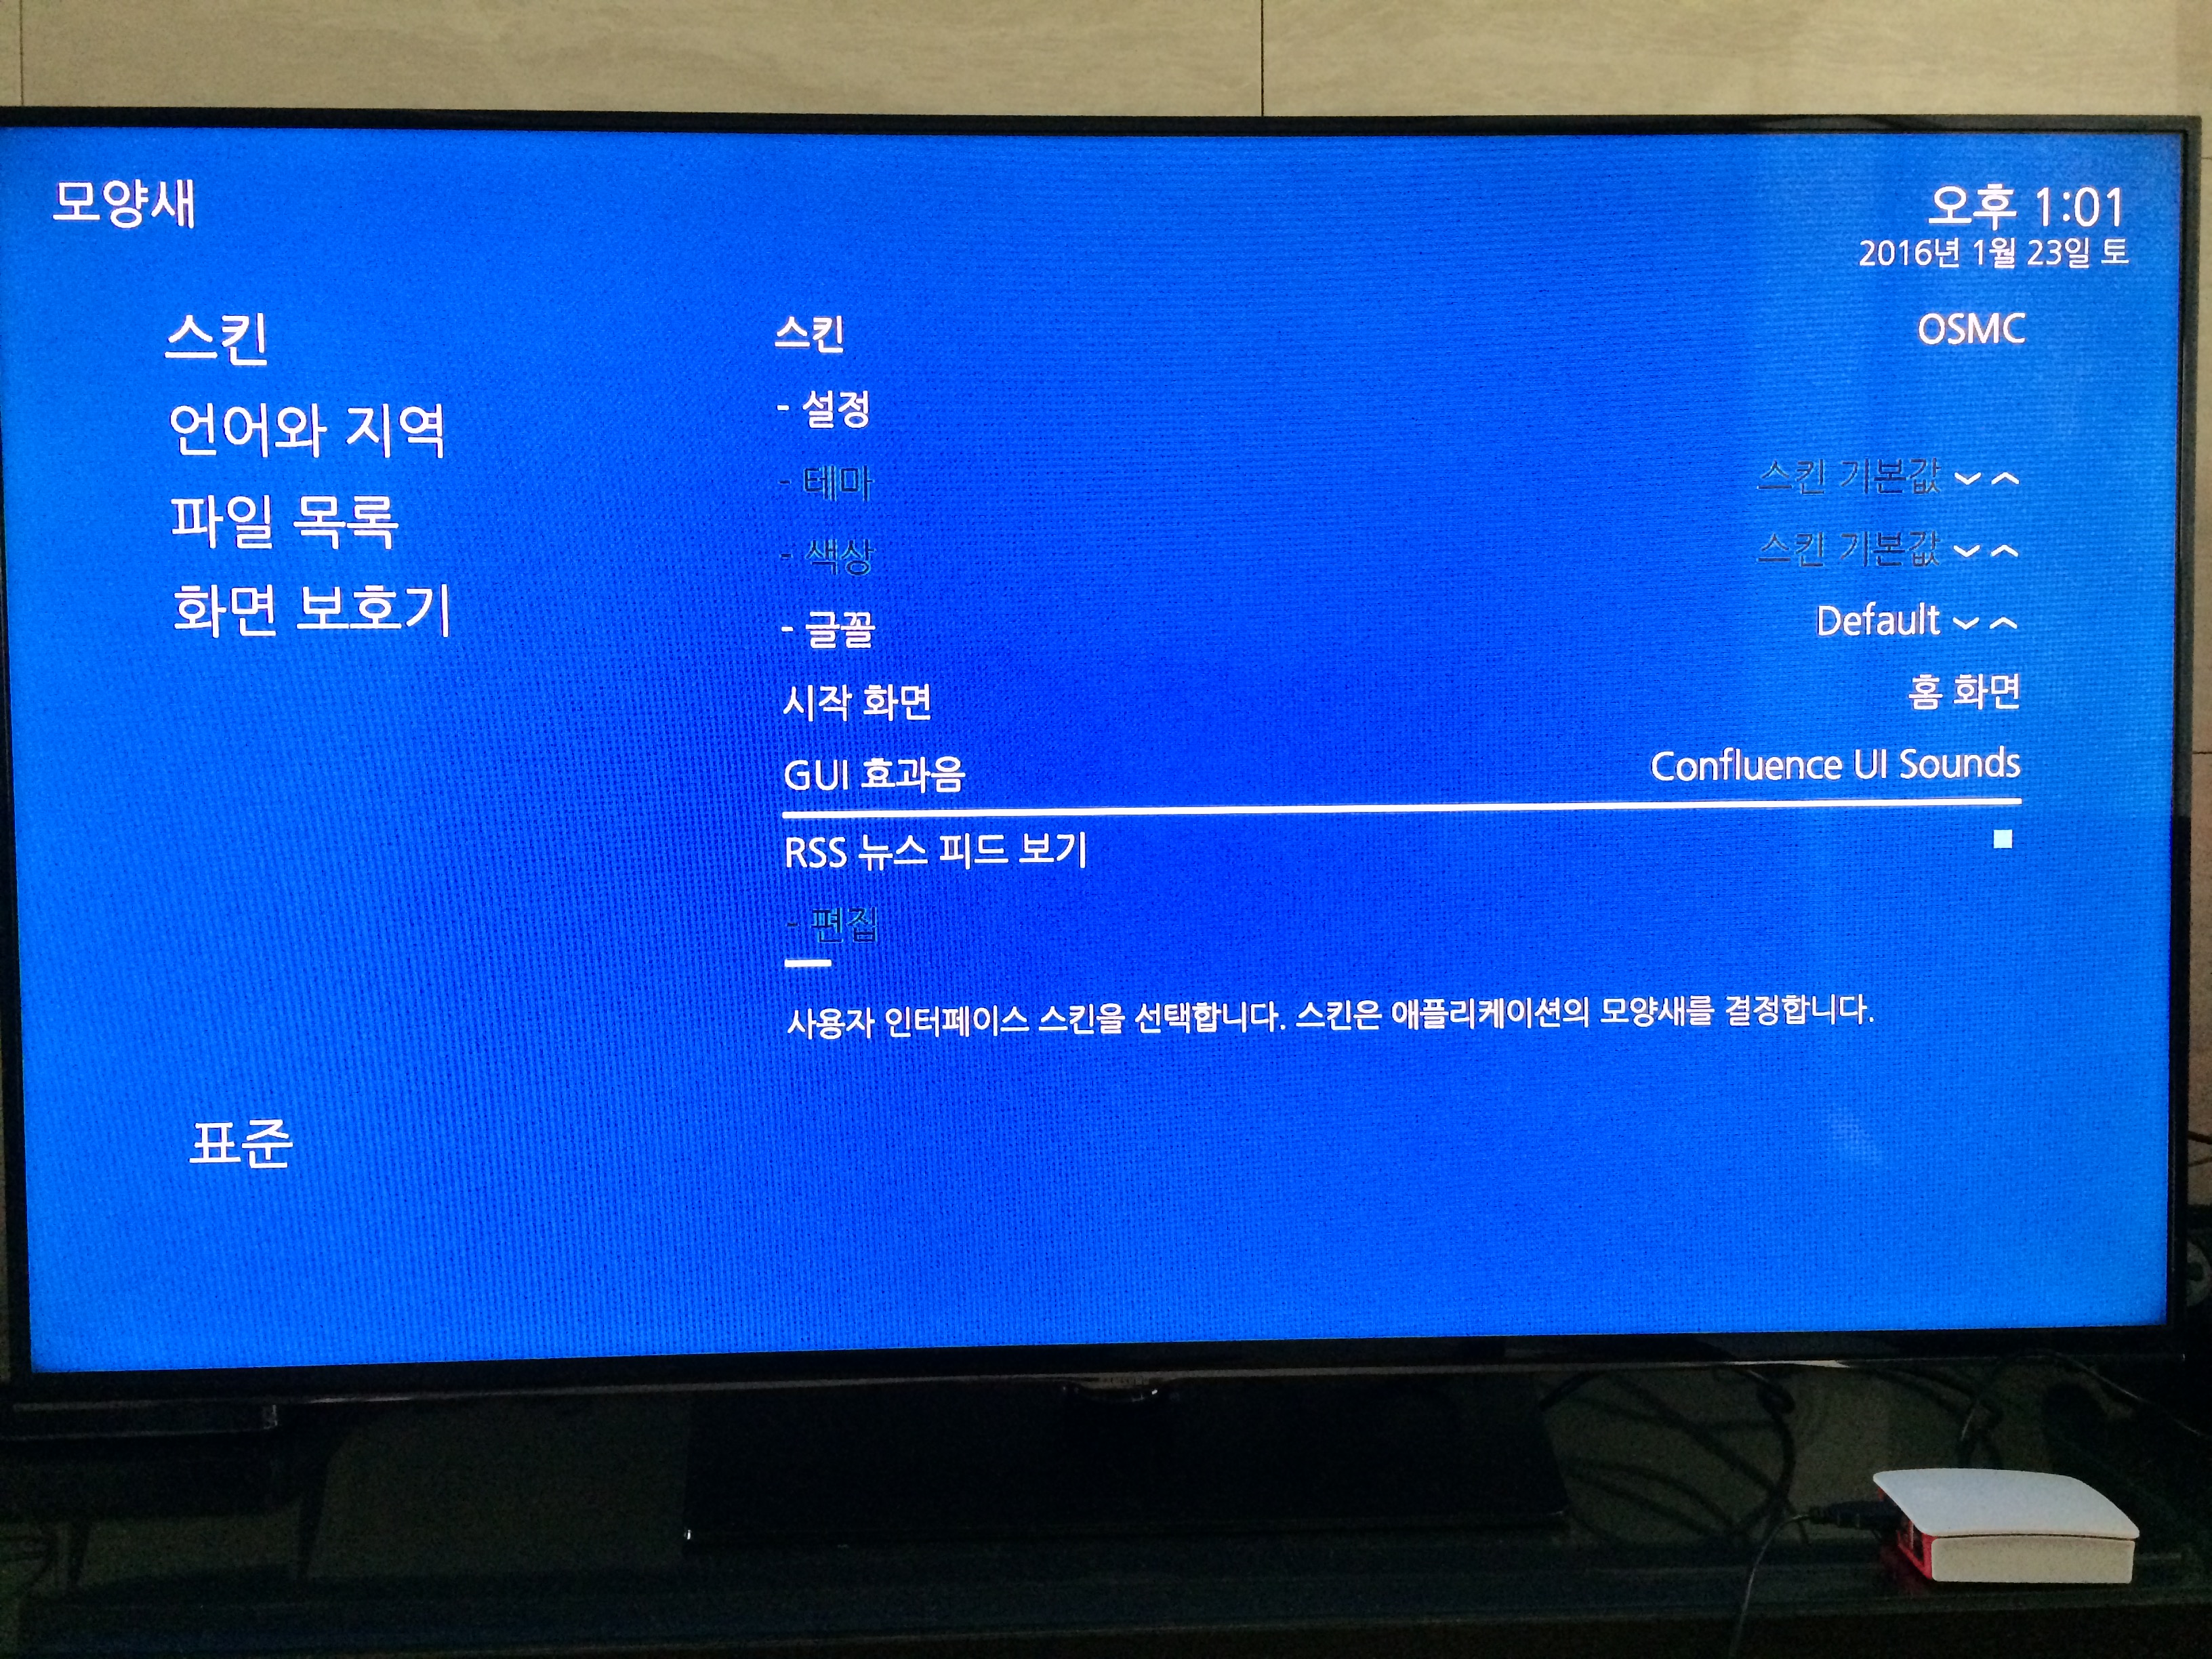 모양새
오후 1:01
2016년 1월 23일 토
스킨
언어와 지역
파일 목록
화면 보호기
표준
스킨 OSMC
- 설정
- 테마 스킨 기본값
- 색상 스킨 기본값
- 글꼴 Default
시작 화면 홈 화면
GUI 효과음 Confluence UI Sounds
RSS 뉴스 피드 보기
- 편집
사용자 인터페이스 스킨을 선택합니다. 스킨은 애플리케이션의 모양새를 결정합니다.